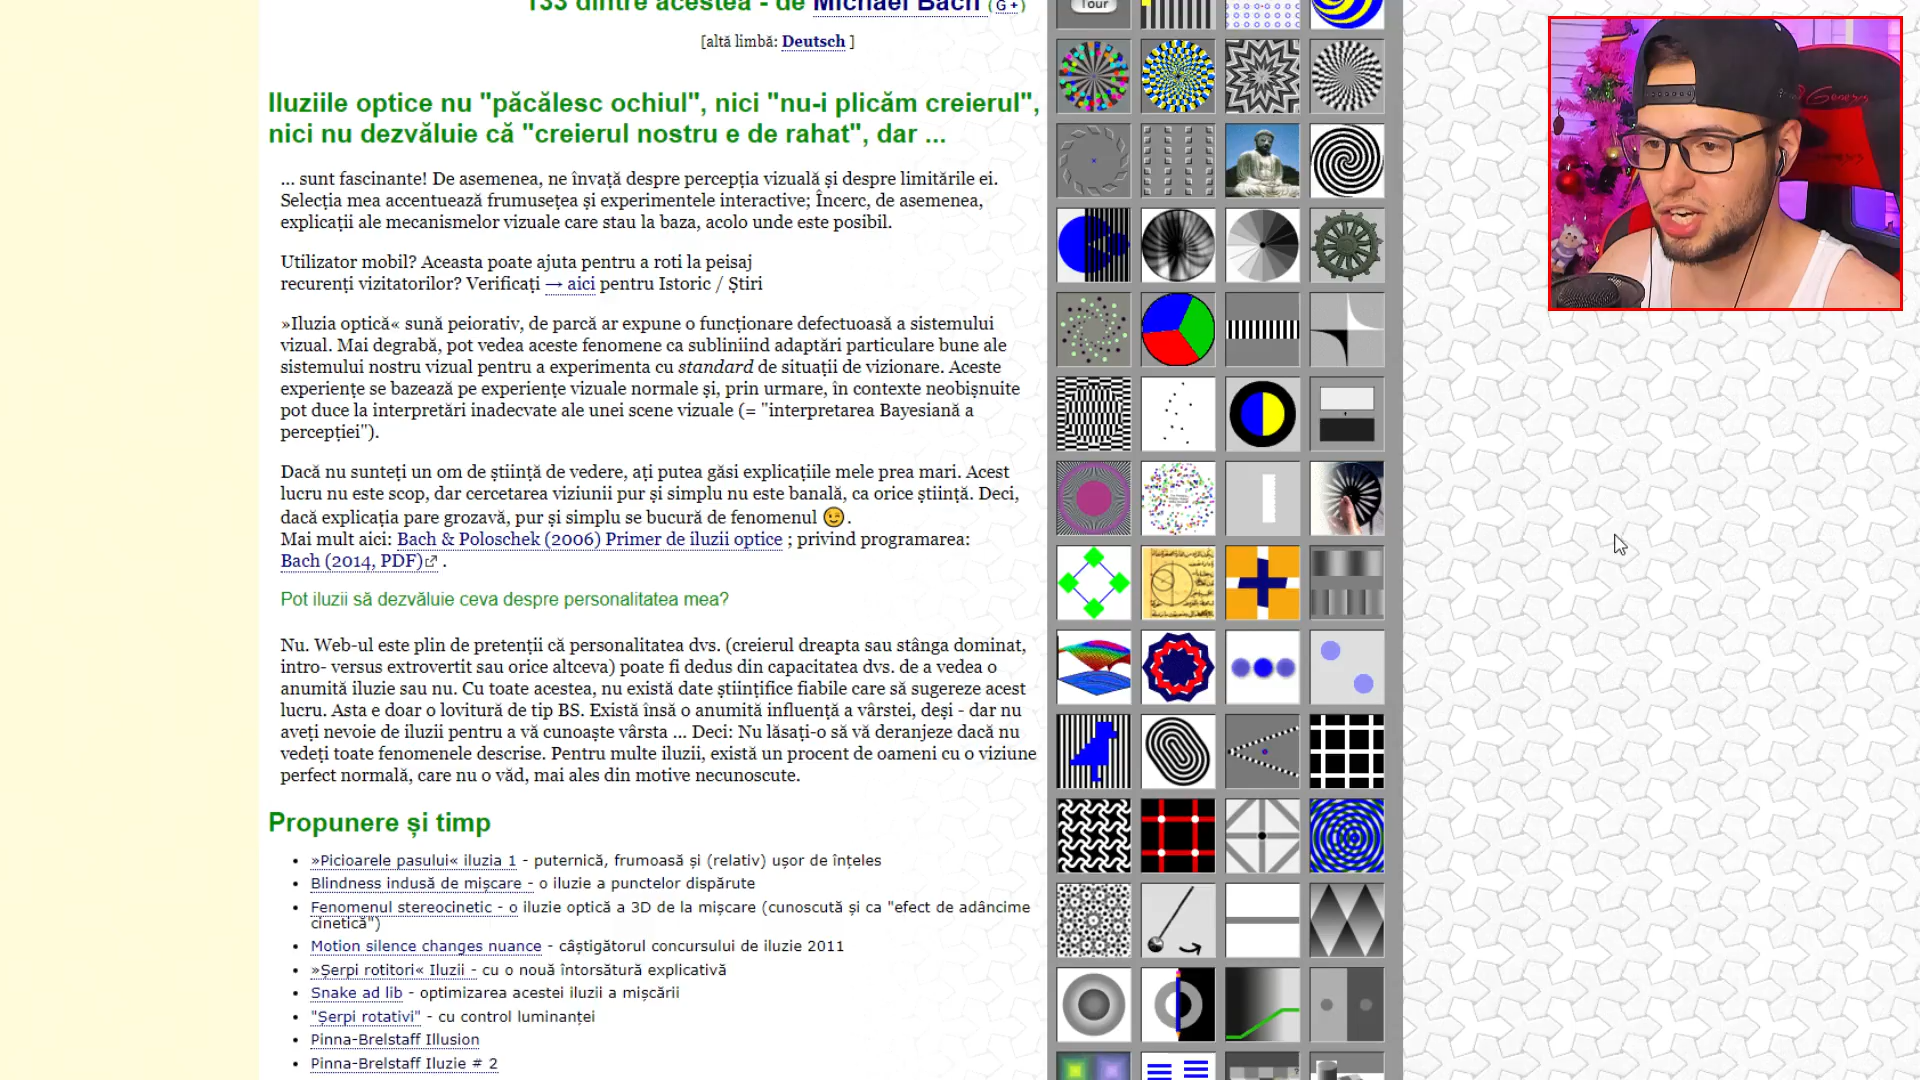 133 dintre acestea - de Michael Bach ( G + )
[altă limbă: Deutsch ]
Iluziile optice nu "păcălesc ochiul", nici "nu-i plicăm creierul",
nici nu dezvăluie că "creierul nostru e de rahat", dar ...
... sunt fascinante! De asemenea, ne învață despre percepția vizuală și despre limitările ei.
Selecția mea accentuează frumusețea și experimentele interactive; Încerc, de asemenea,
explicații ale mecanismelor vizuale care stau la baza, acolo unde este posibil.
Utilizator mobil? Aceasta poate ajuta pentru a roti la peisaj
recurenți vizitatorilor? Verificați → aici pentru Istoric / Știri
»Iluzia optică« sună peiorativ, de parcă ar expune o funcționare defectuoasă a sistemului
vizual. Mai degrabă, pot vedea aceste fenomene ca subliniind adaptări particulare bune ale
sistemului nostru vizual pentru a experimenta cu standard de situații de vizionare. Aceste
experiențe se bazează pe experiențe vizuale normale și, prin urmare, în contexte neobișnuite
pot duce la interpretări inadecvate ale unei scene vizuale (= "interpretarea Bayesiană a
percepției").
Dacă nu sunteți un om de știință de vedere, ați putea găsi explicațiile mele prea mari. Acest
lucru nu este scop, dar cercetarea viziunii pur și simplu nu este banală, ca orice știință. Deci,
dacă explicația pare grozavă, pur și simplu se bucură de fenomenul 😉.
Mai mult aici: Bach & Poloschek (2006) Primer de iluzii optice ; privind programarea:
Bach (2014, PDF) .
Pot iluzii să dezvăluie ceva despre personalitatea mea?
Nu. Web-ul este plin de pretenții că personalitatea dvs. (creierul dreapta sau stânga dominat,
intro- versus extrovertit sau orice altceva) poate fi dedus din capacitatea dvs. de a vedea o
anumită iluzie sau nu. Cu toate acestea, nu există date științifice fiabile care să sugereze acest
lucru. Asta e doar o lovitură de tip BS. Există însă o anumită influență a vârstei, deși - dar nu
aveți nevoie de iluzii pentru a vă cunoaște vârsta ... Deci: Nu lăsați-o să vă deranjeze dacă nu
vedeți toate fenomenele descrise. Pentru multe iluzii, există un procent de oameni cu o viziune
perfect normală, care nu o văd, mai ales din motive necunoscute.
Propunere și timp
• »Picioarele pasului« iluzia 1 - puternică, frumoasă și (relativ) ușor de înțeles
• Blindness indusă de mișcare - o iluzie a punctelor dispărute
• Fenomenul stereocinetic - o iluzie optică a 3D de la mișcare (cunoscută și ca "efect de adâncime
cinetică")
• Motion silence changes nuance - câștigătorul concursului de iluzie 2011
• »Șerpi rotitori« Iluzii - cu o nouă întorsătură explicativă
• Snake ad lib - optimizarea acestei iluzii a mișcării
• "Șerpi rotativi" - cu control luminanței
• Pinna-Brelstaff Illusion
• Pinna-Brelstaff Iluzie # 2
Tour
Genesis